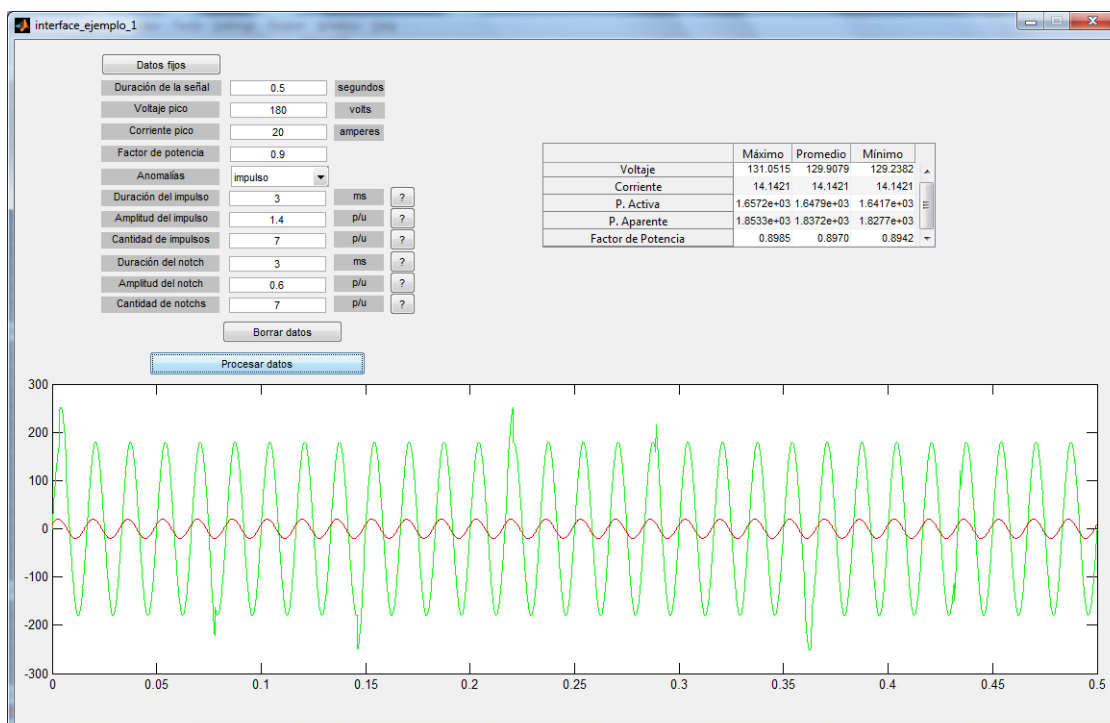 interface_ejemplo_1
Datos fijos
Duración de la señal 0.5 segundos
Voltaje pico 180 volts
Corriente pico 20 amperes
Factor de potencia 0.9
Anomalías impulso
Duración del impulso 3 ms ?
Amplitud del impulso 1.4 p/u ?
Cantidad de impulsos 7 p/u ?
Duración del notch 3 ms ?
Amplitud del notch 0.6 p/u ?
Cantidad de notchs 7 p/u ?
Borrar datos
Procesar datos
Máximo Promedio Mínimo
Voltaje 131.0515 129.9079 129.2382
Corriente 14.1421 14.1421 14.1421
P. Activa 1.6572e+03 1.6479e+03 1.6417e+03
P. Aparente 1.8533e+03 1.8372e+03 1.8277e+03
Factor de Potencia 0.8985 0.8970 0.8942
300
200
100
0
-100
-200
-300
0 0.05 0.1 0.15 0.2 0.25 0.3 0.35 0.4 0.45 0.5